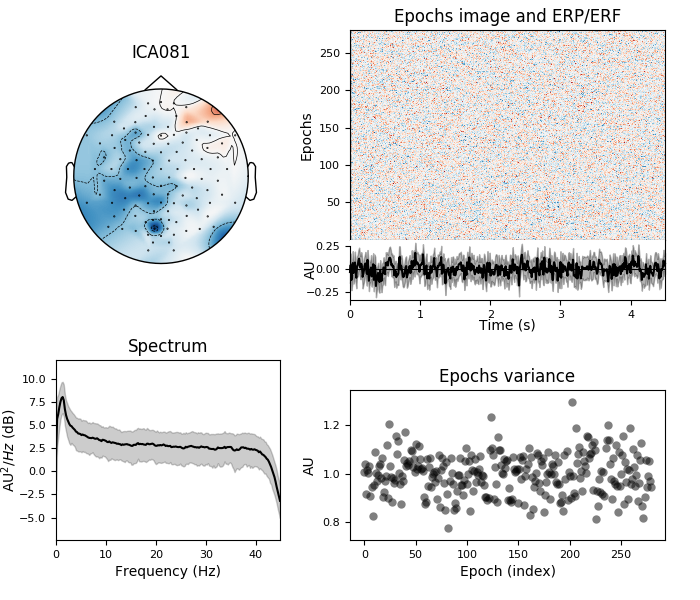 ICA081
Epochs image and ERP/ERF
Epochs
250
200
150
100
50
AU
0.25
0.00
−0.25
0 1 2 3 4
Time (s)
Spectrum
AU²/Hz (dB)
10.0
7.5
5.0
2.5
0.0
−2.5
−5.0
0 10 20 30 40
Frequency (Hz)
Epochs variance
AU
1.2
1.0
0.8
0 50 100 150 200 250
Epoch (index)